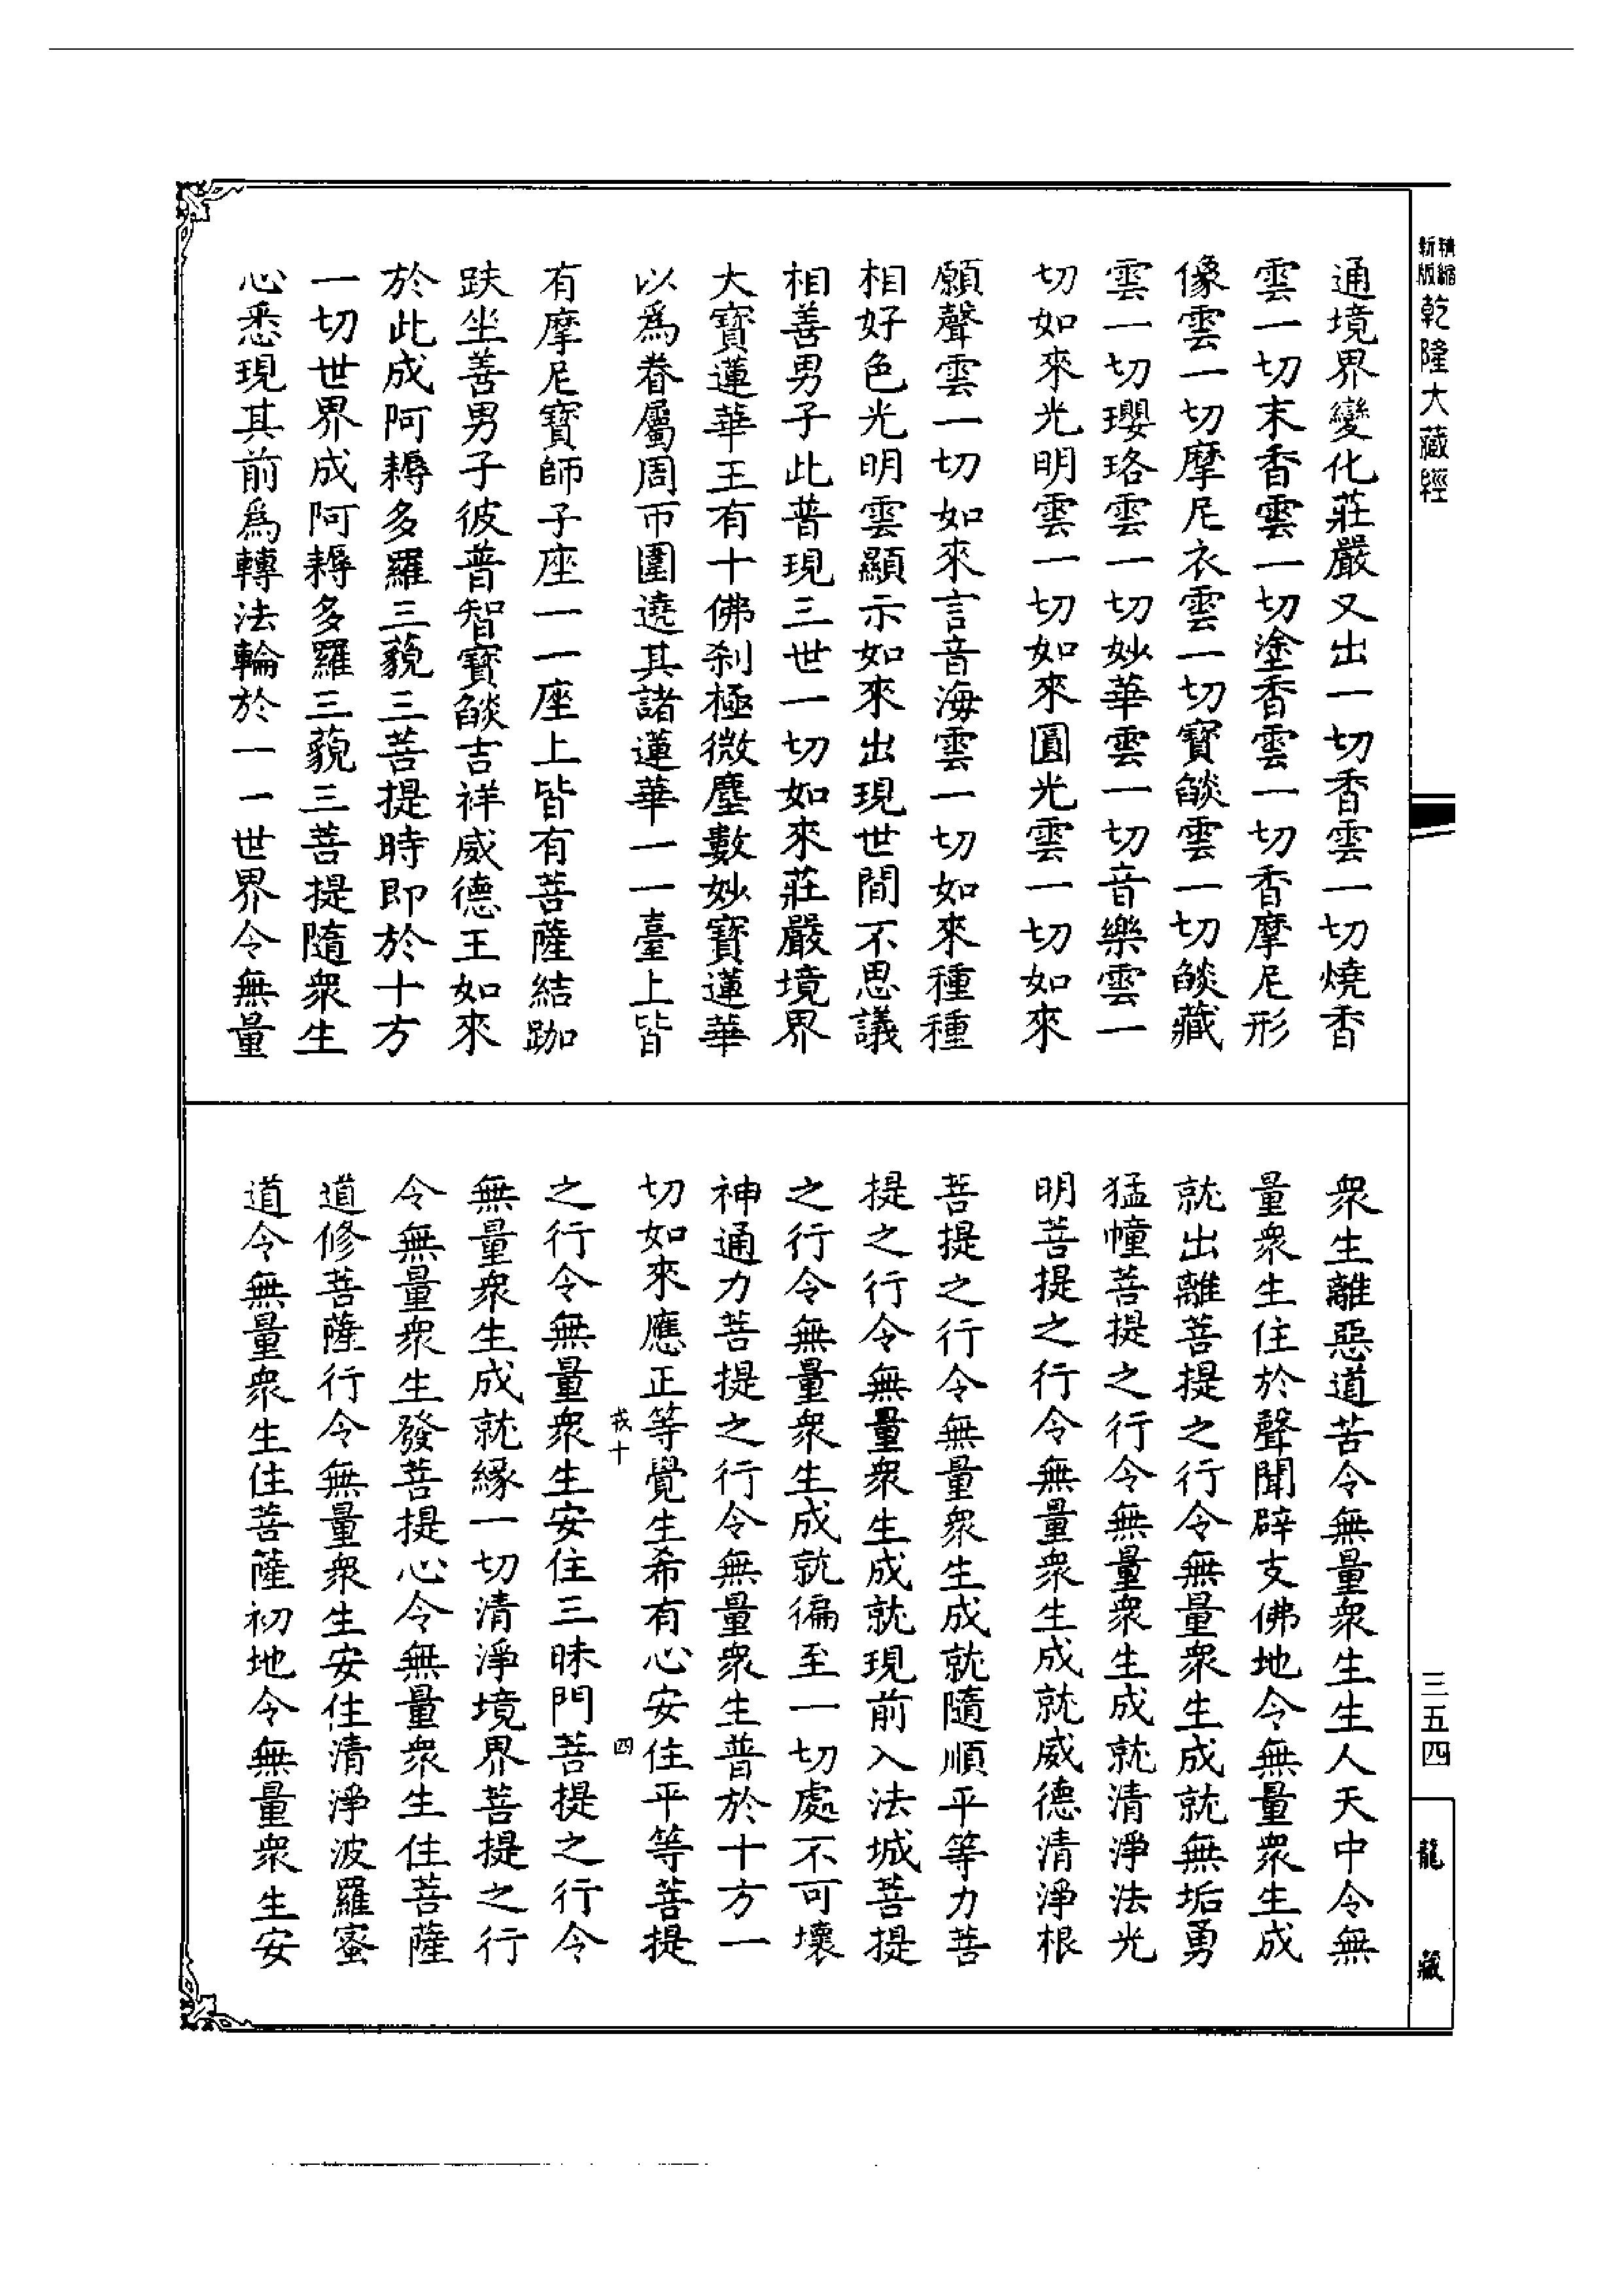 精縮新版乾隆大藏經
通境界變化莊嚴又出一切香雲一切燒香
雲一切末香雲一切塗香雲一切香摩尼形
像雲一切摩尼衣雲一切寶燄雲一切燄藏
雲一切瓔珞雲一切妙華雲一切音樂雲一
切如來光明雲一切如來圓光雲一切如來
願聲雲一切如來言音海雲一切如來種種
相好色光明雲顯示如來出現世間不思議
相善男子此普現三世一切如來莊嚴境界
大寶蓮華王有十佛剎極微塵數妙寶蓮華
以爲眷屬周帀圍遶其諸蓮華一一臺上皆
有摩尼寶師子座一一座上皆有菩薩結跏
趺坐善男子彼普智寶燄吉祥威德王如來
於此成阿耨多羅三藐三菩提時即於十方
一切世界成阿耨多羅三藐三菩提隨衆生
心悉現其前爲轉法輪於一一世界令無量
衆生離惡道苦令無量衆生生人天中令無
量衆生住於聲聞辟支佛地令無量衆生成
就出離菩提之行令無量衆生成就無垢勇
猛幢菩提之行令無量衆生成就清淨法光
明菩提之行令無量衆生成就威德清淨根
菩提之行令無量衆生成就隨順平等力菩
提之行令無量衆生成就現前入法城菩提
之行令無量衆生成就徧至一切處不可壞
神通力菩提之行令無量衆生普於十方一
切如來應正等覺生希有心安住平等菩提
戎十 四
之行令無量衆生安住三昧門菩提之行令
無量衆生成就緣一切清淨境界菩提之行
令無量衆生發菩提心令無量衆生住菩薩
道修菩薩行令無量衆生安住清淨波羅蜜
道令無量衆生住菩薩初地令無量衆生安
三五四
龍藏